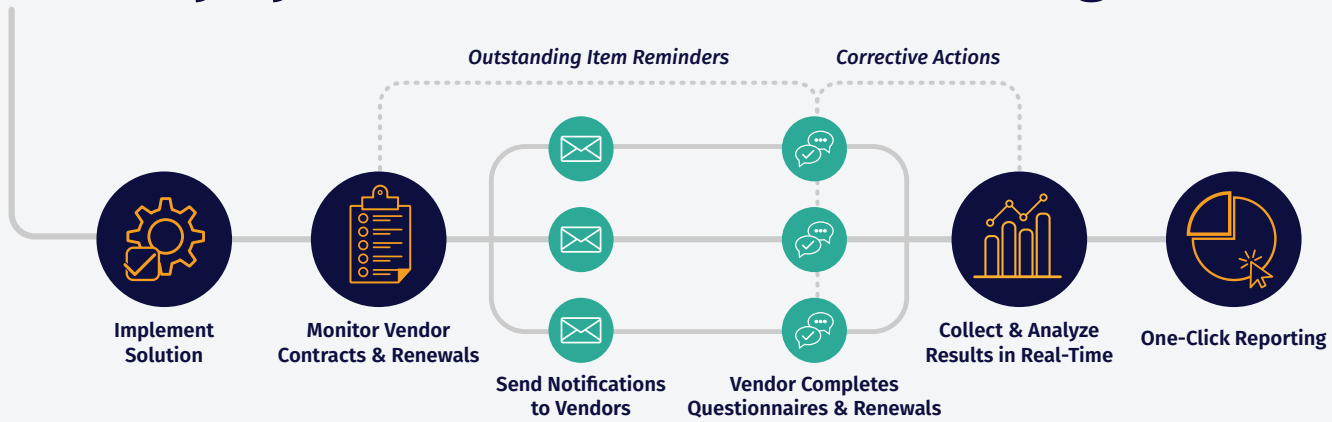 Outstanding Item Reminders
Corrective Actions
Implement
Solution
Monitor Vendor
Contracts & Renewals
Send Notifications
to Vendors
Vendor Completes
Questionnaires & Renewals
Collect & Analyze
Results in Real-Time
One-Click Reporting